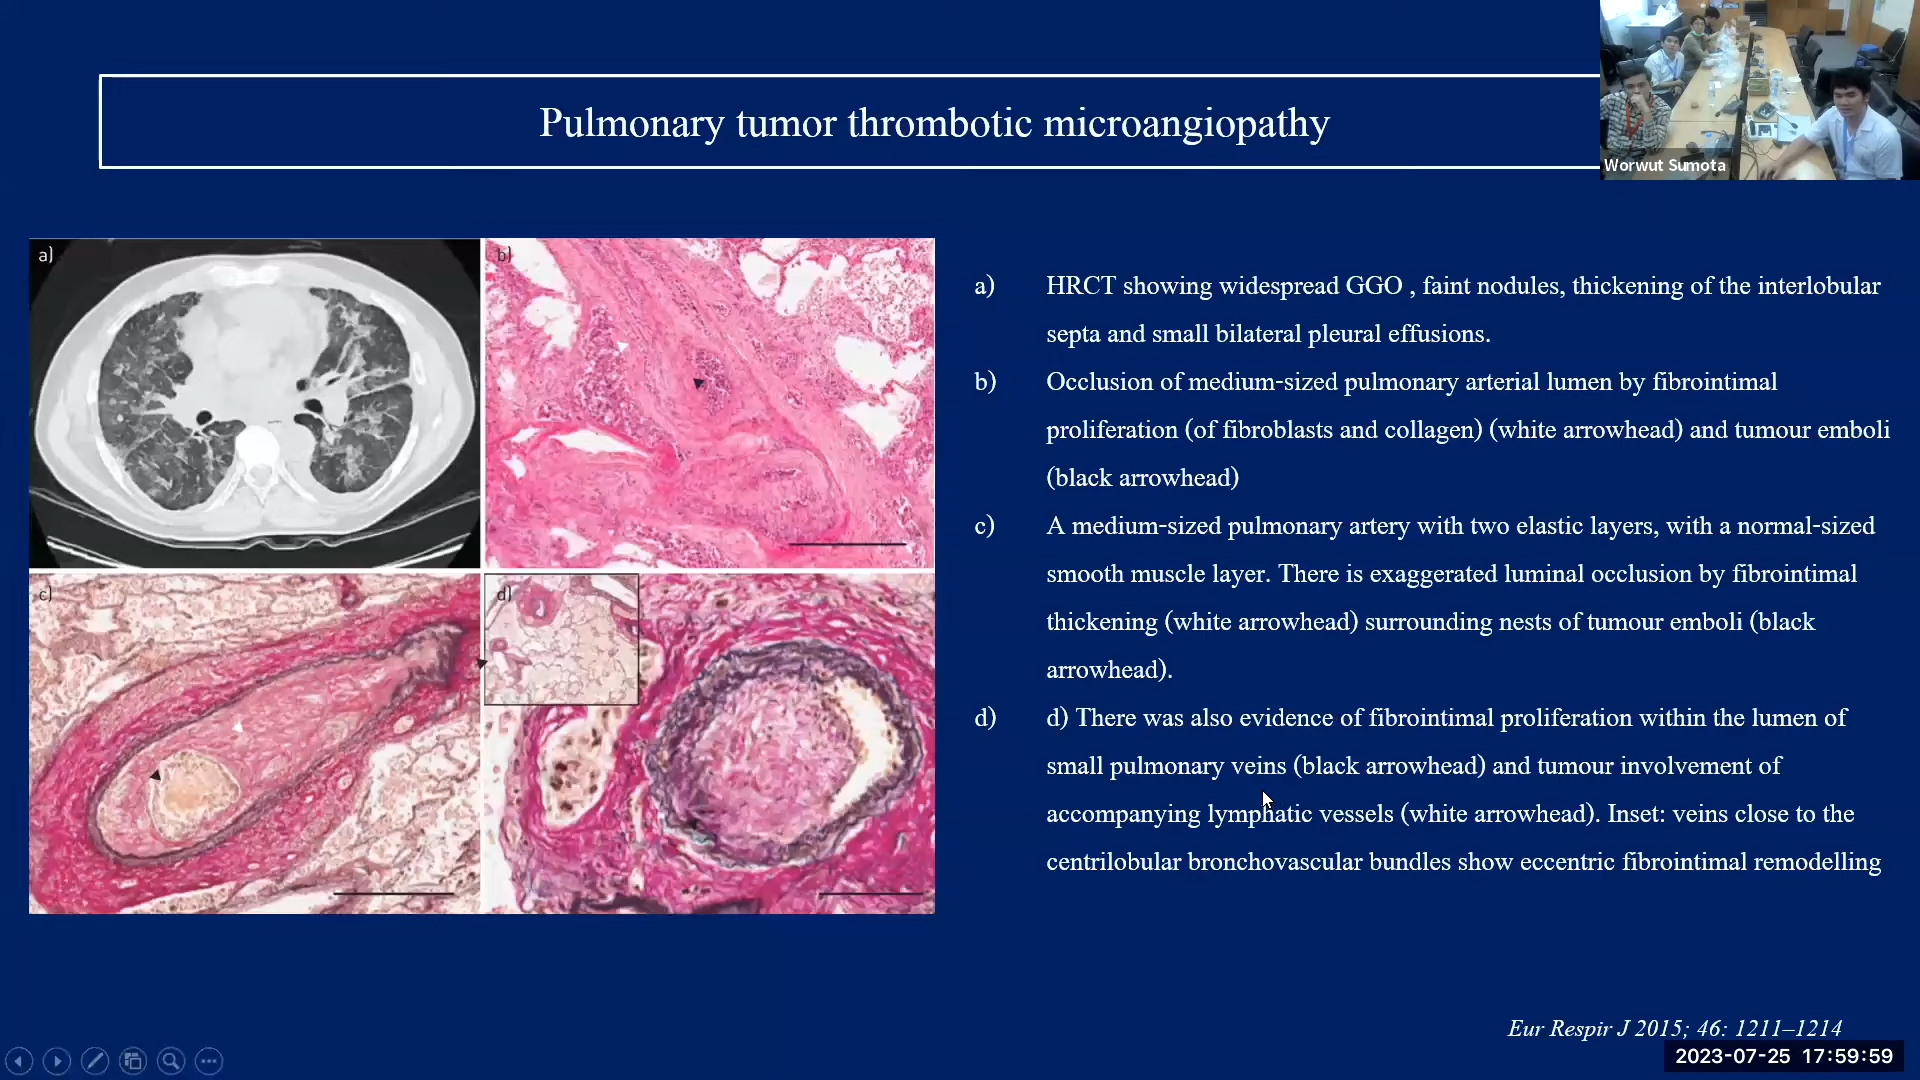 Pulmonary tumor thrombotic microangiopathy
Worwut Sumota
a)
b)
c)
d)
a) HRCT showing widespread GGO , faint nodules, thickening of the interlobular
septa and small bilateral pleural effusions.
b) Occlusion of medium-sized pulmonary arterial lumen by fibrointimal
proliferation (of fibroblasts and collagen) (white arrowhead) and tumour emboli
(black arrowhead)
c) A medium-sized pulmonary artery with two elastic layers, with a normal-sized
smooth muscle layer. There is exaggerated luminal occlusion by fibrointimal
thickening (white arrowhead) surrounding nests of tumour emboli (black
arrowhead).
d) d) There was also evidence of fibrointimal proliferation within the lumen of
small pulmonary veins (black arrowhead) and tumour involvement of
accompanying lymphatic vessels (white arrowhead). Inset: veins close to the
centrilobular bronchovascular bundles show eccentric fibrointimal remodelling
Eur Respir J 2015; 46: 1211–1214
2023-07-25 17:59:59